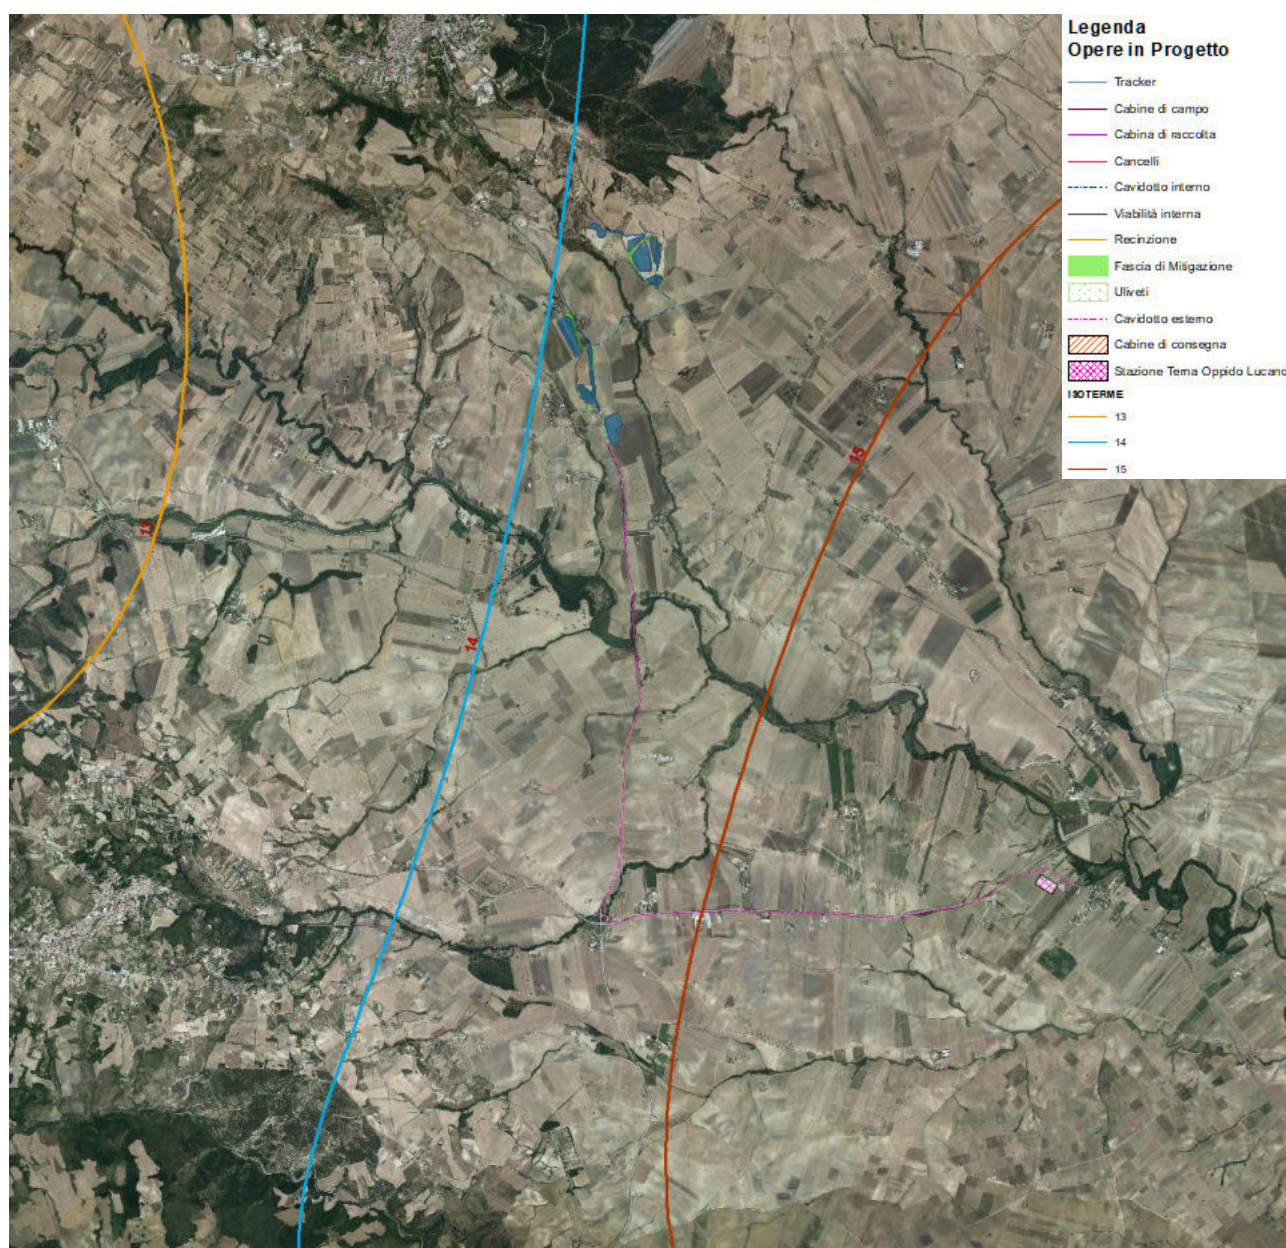 Legenda
Opere in Progetto
Tracker
Cabine di campo
Cabina di raccolta
Cancelli
Cavidotto interno
Viabilità interna
Recinzione
Fascia di Mitigazione
Uliveti
Cavidotto esterno
Cabine di consegna
Stazione Terna Oppido Lucano
ISOTERME
13
14
15
15
13
14